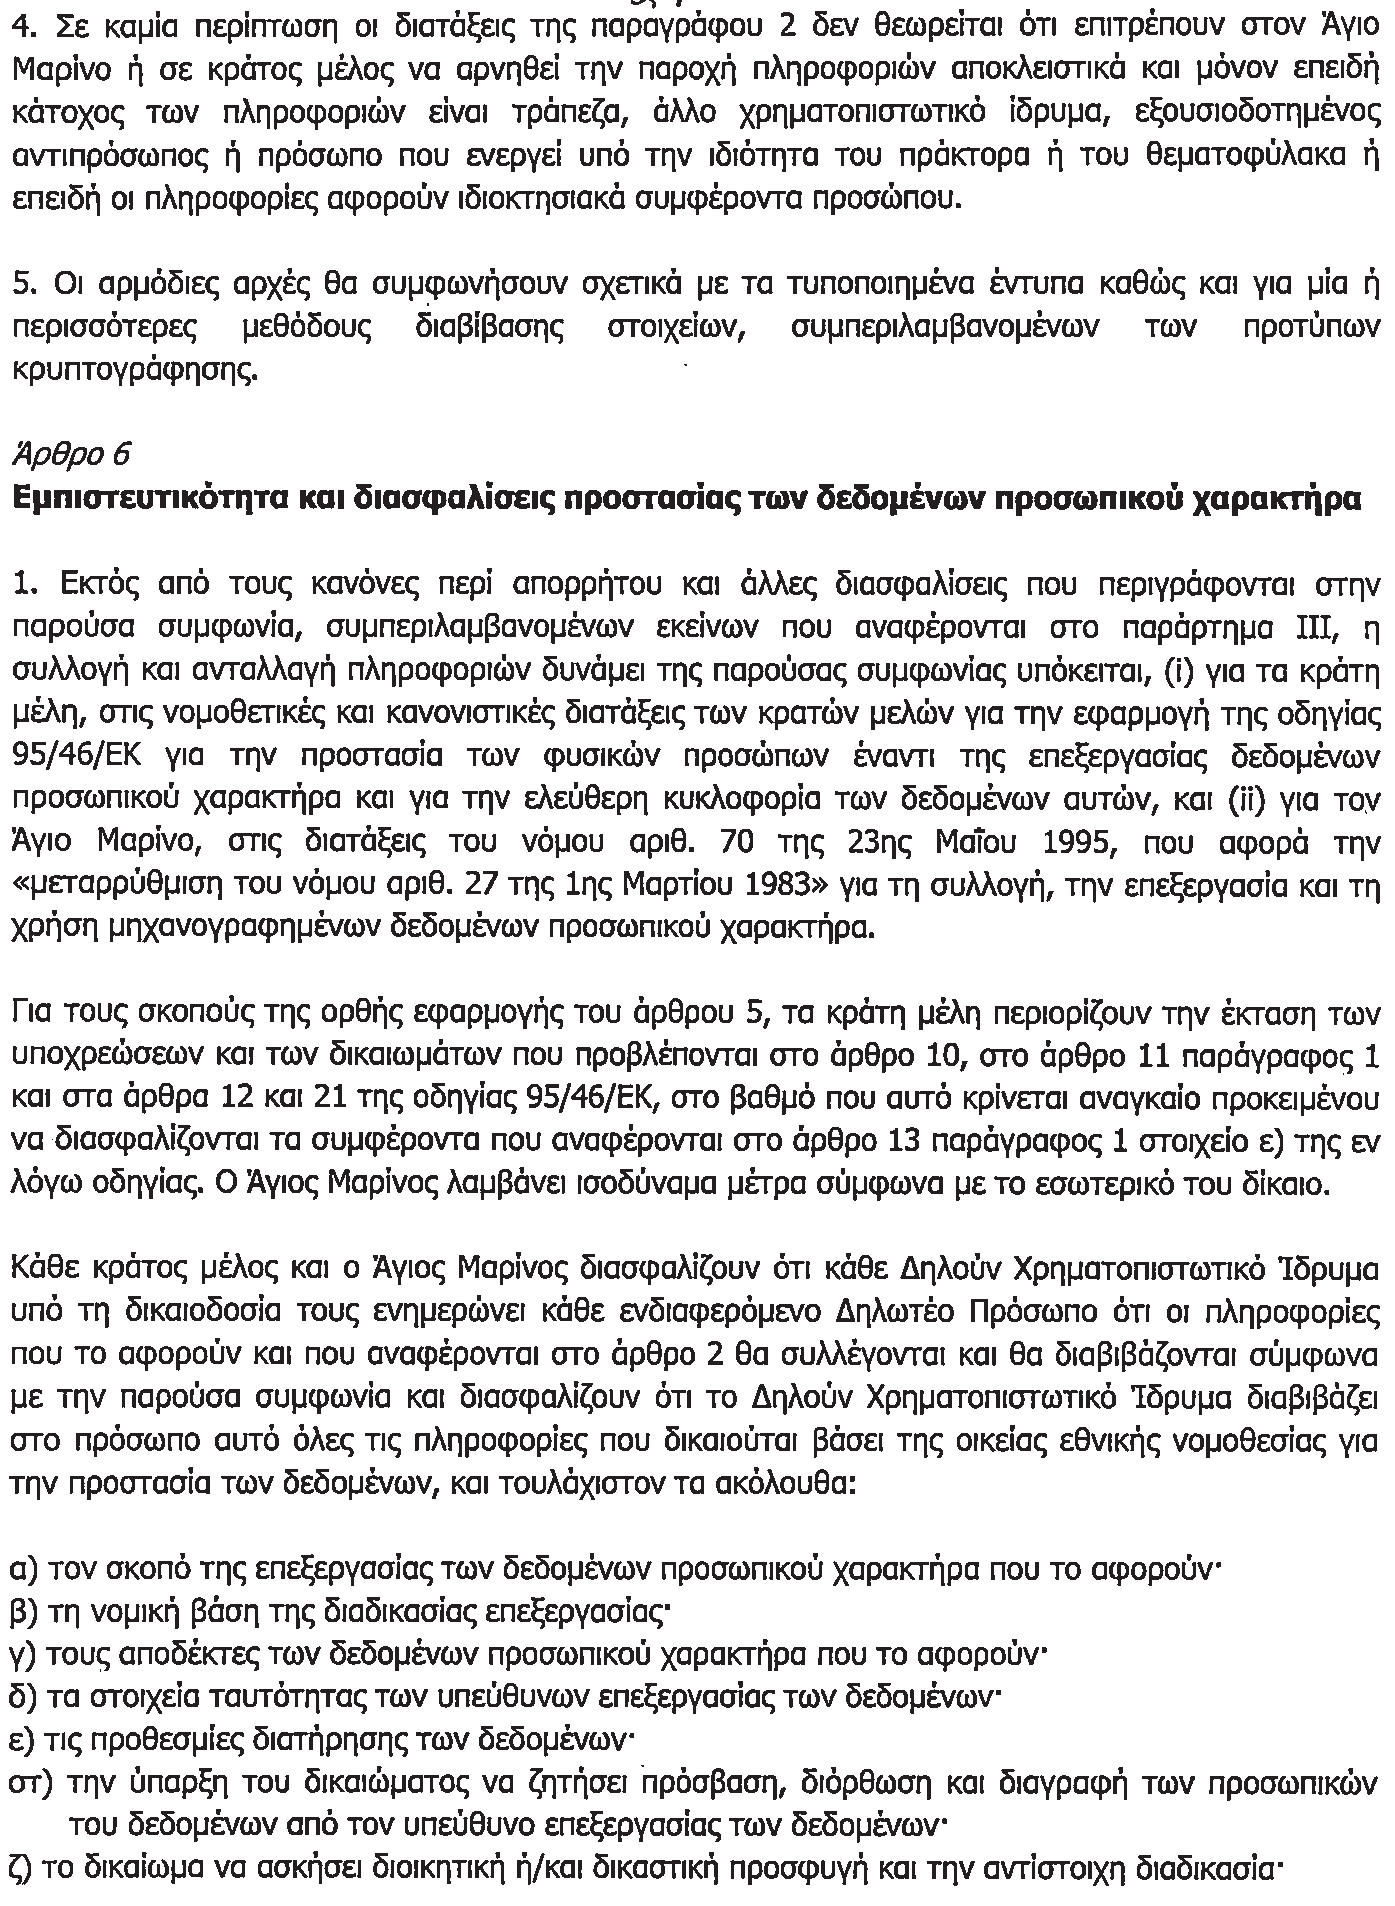 4. Σε καμία περίπτωση οι διατάξεις της παραγράφου 2 δεν θεωρείται ότι επιτρέπουν στον Άγιο
Μαρίνο ή σε κράτος μέλος να αρνηθεί την παροχή πληροφοριών αποκλειστικά και μόνον επειδή
κάτοχος των πληροφοριών είναι τράπεζα, άλλο χρηματοπιστωτικό ίδρυμα, εξουσιοδοτημένος
αντιπρόσωπος ή πρόσωπο που ενεργεί υπό την ιδιότητα του πράκτορα ή του θεματοφύλακα ή
επειδή οι πληροφορίες αφορούν ιδιοκτησιακά συμφέροντα προσώπου.
5. Οι αρμόδιες αρχές θα συμφωνήσουν σχετικά με τα τυποποιημένα έντυπα καθώς και για μία ή
περισσότερες μεθόδους διαβίβασης στοιχείων, συμπεριλαμβανομένων των προτύπων
κρυπτογράφησης.
Άρθρο 6
Εμπιστευτικότητα και διασφαλίσεις προστασίας των δεδομένων προσωπικού χαρακτήρα
1. Εκτός από τους κανόνες περί απορρήτου και άλλες διασφαλίσεις που περιγράφονται στην
παρούσα συμφωνία, συμπεριλαμβανομένων εκείνων που αναφέρονται στο παράρτημα III, η
συλλογή και ανταλλαγή πληροφοριών δυνάμει της παρούσας συμφωνίας υπόκειται, (i) για τα κράτη
μέλη, στις νομοθετικές και κανονιστικές διατάξεις των κρατών μελών για την εφαρμογή της οδηγίας
95/46/ΕΚ για την προστασία των φυσικών προσώπων έναντι της επεξεργασίας δεδομένων
προσωπικού χαρακτήρα και για την ελεύθερη κυκλοφορία των δεδομένων αυτών, και (ii) για τον
Άγιο Μαρίνο, στις διατάξεις του νόμου αριθ. 70 της 23ης Μαΐου 1995, που αφορά την
«μεταρρύθμιση του νόμου αριθ. 27 της 1ης Μαρτίου 1983» για τη συλλογή, την επεξεργασία και τη
χρήση μηχανογραφημένων δεδομένων προσωπικού χαρακτήρα.
Για τους σκοπούς της ορθής εφαρμογής του άρθρου 5, τα κράτη μέλη περιορίζουν την έκταση των
υποχρεώσεων και των δικαιωμάτων που προβλέπονται στο άρθρο 10, στο άρθρο 11 παράγραφος 1
και στα άρθρα 12 και 21 της οδηγίας 95/46/ΕΚ, στο βαθμό που αυτό κρίνεται αναγκαίο προκειμένου
να διασφαλίζονται τα συμφέροντα που αναφέρονται στο άρθρο 13 παράγραφος 1 στοιχείο ε) της εν
λόγω οδηγίας. Ο Άγιος Μαρίνος λαμβάνει ισοδύναμα μέτρα σύμφωνα με το εσωτερικό του δίκαιο.
Κάθε κράτος μέλος και ο Άγιος Μαρίνος διασφαλίζουν ότι κάθε Δηλούν Χρηματοπιστωτικό Ίδρυμα
υπό τη δικαιοδοσία τους ενημερώνει κάθε ενδιαφερόμενο Δηλωτέο Πρόσωπο ότι οι πληροφορίες
που το αφορούν και που αναφέρονται στο άρθρο 2 θα συλλέγονται και θα διαβιβάζονται σύμφωνα
με την παρούσα συμφωνία και διασφαλίζουν ότι το Δηλούν Χρηματοπιστωτικό Ίδρυμα διαβιβάζει
στο πρόσωπο αυτό όλες τις πληροφορίες που δικαιούται βάσει της οικείας εθνικής νομοθεσίας για
την προστασία των δεδομένων, και τουλάχιστον τα ακόλουθα:
α) τον σκοπό της επεξεργασίας των δεδομένων προσωπικού χαρακτήρα που το αφορούν·
β) τη νομική βάση της διαδικασίας επεξεργασίας·
γ) τους αποδέκτες των δεδομένων προσωπικού χαρακτήρα που το αφορούν·
δ) τα στοιχεία ταυτότητας των υπεύθυνων επεξεργασίας των δεδομένων·
ε) τις προθεσμίες διατήρησης των δεδομένων·
στ) την ύπαρξη του δικαιώματος να ζητήσει πρόσβαση, διόρθωση και διαγραφή των προσωπικών
του δεδομένων από τον υπεύθυνο επεξεργασίας των δεδομένων·
ζ) το δικαίωμα να ασκήσει διοικητική ή/και δικαστική προσφυγή και την αντίστοιχη διαδικασία·